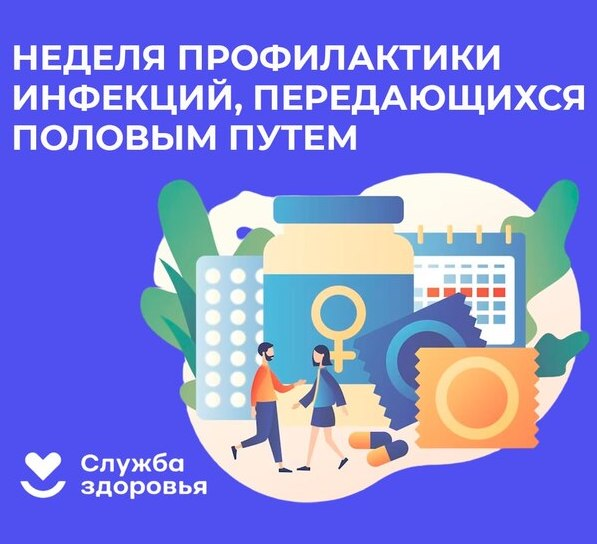 НЕДЕЛЯ ПРОФИЛАКТИКИ
ИНФЕКЦИЙ, ПЕРЕДАЮЩИХСЯ
ПОЛОВЫМ ПУТЕМ
Служба
здоровья